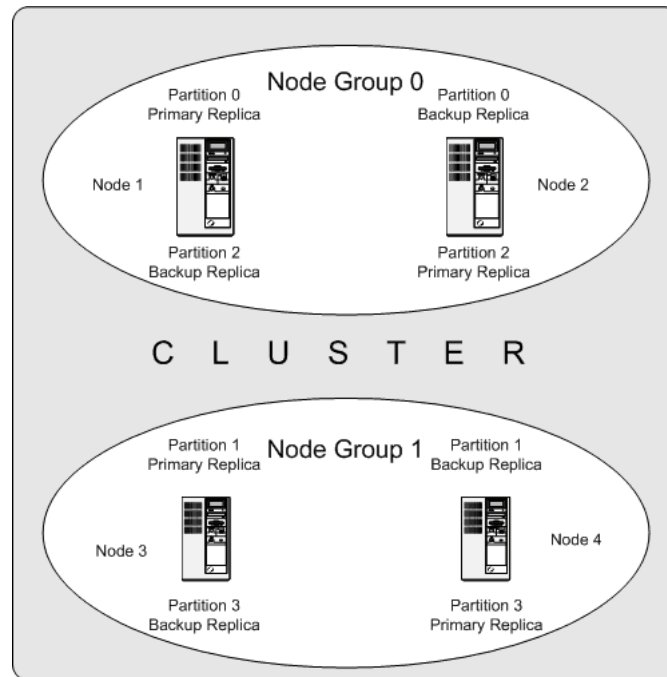 Node Group 0
Partition 0
Primary Replica
Partition 0
Backup Replica
Node 1
Node 2
Partition 2
Backup Replica
Partition 2
Primary Replica
C L U S T E R
Node Group 1
Partition 1
Primary Replica
Partition 1
Backup Replica
Node 3
Node 4
Partition 3
Backup Replica
Partition 3
Primary Replica